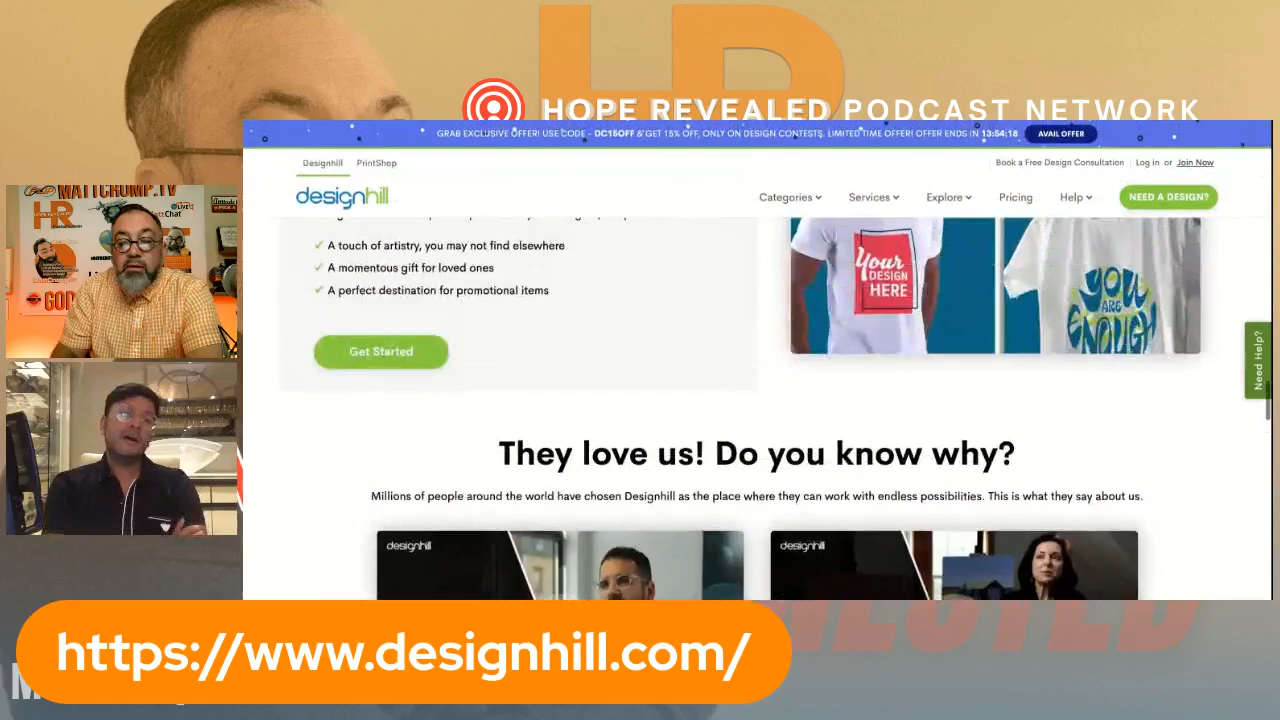 HR
HOPE REVEALED PODCAST NETWORK
GRAB EXCLUSIVE OFFER! USE CODE - DC15OFF & GET 15% OFF, ONLY ON DESIGN CONTESTS. LIMITED TIME OFFER! OFFER ENDS IN 13:54:18 AVAIL OFFER
Designhill PrintShop
Book a Free Design Consultation Log in or Join Now
designhill
Categories Services Explore Pricing Help NEED A DESIGN?
✓ A touch of artistry, you may not find elsewhere
✓ A momentous gift for loved ones
✓ A perfect destination for promotional items
Get Started
Your
DESIGN
HERE
YOU
ARE
ENOUGH
Need Help?
MATTCRUMP.TV
HR
GOD
They love us! Do you know why?
Millions of people around the world have chosen Designhill as the place where they can work with endless possibilities. This is what they say about us.
designhill
designhill
https://www.designhill.com/